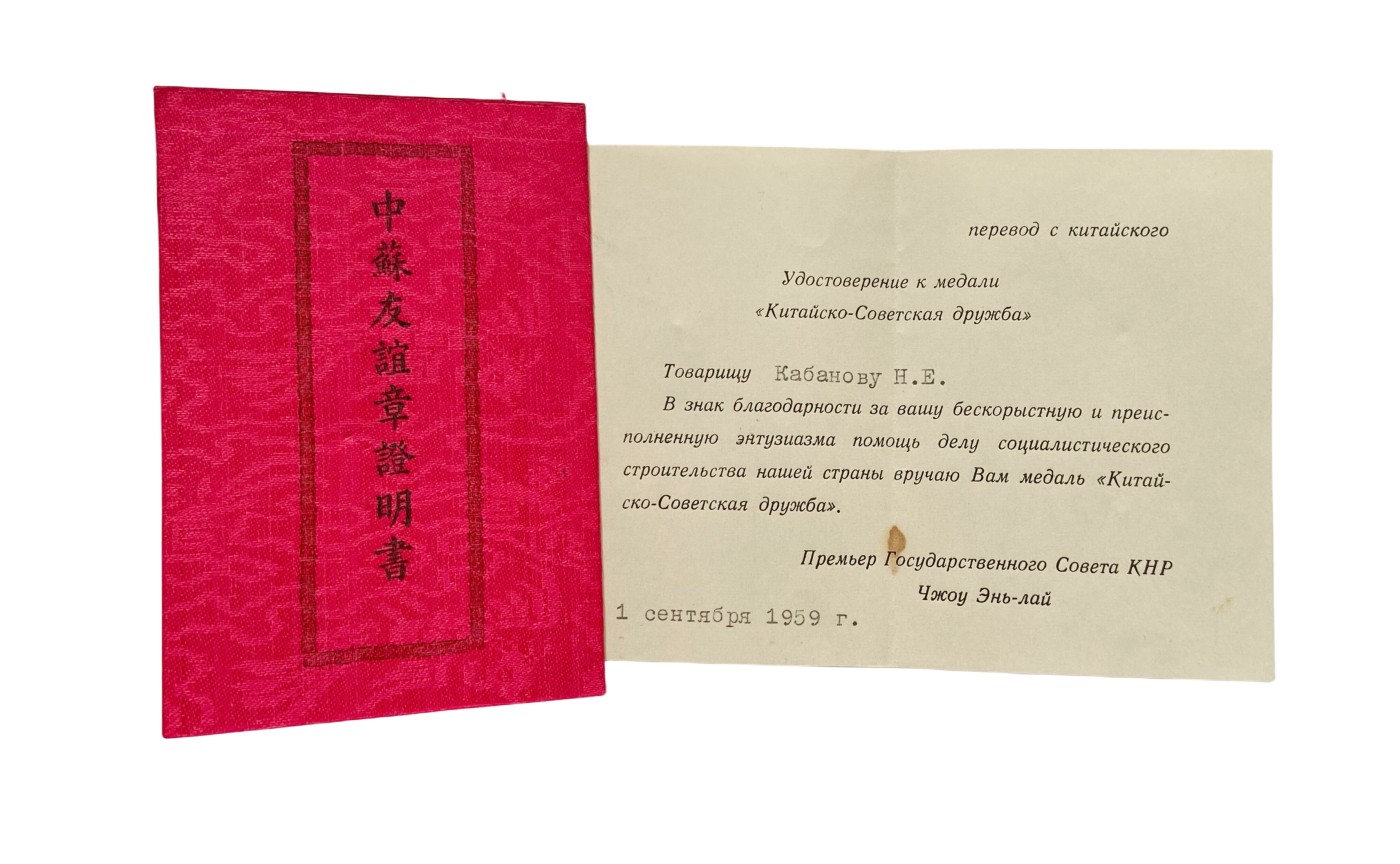 中蘇友誼章證明書
перевод с китайского
Удостоверение к медали
«Китайско-Советская дружба»
Товарищу Кабанову Н.Е.
В знак благодарности за вашу бескорыстную и преис-
полненную энтузиазма помощь делу социалистического
строительства нашей страны вручаю Вам медаль «Китай-
ско-Советская дружба».
Премьер Государственного Совета КНР
Чжоу Энь-лай
1 сентября 1959 г.